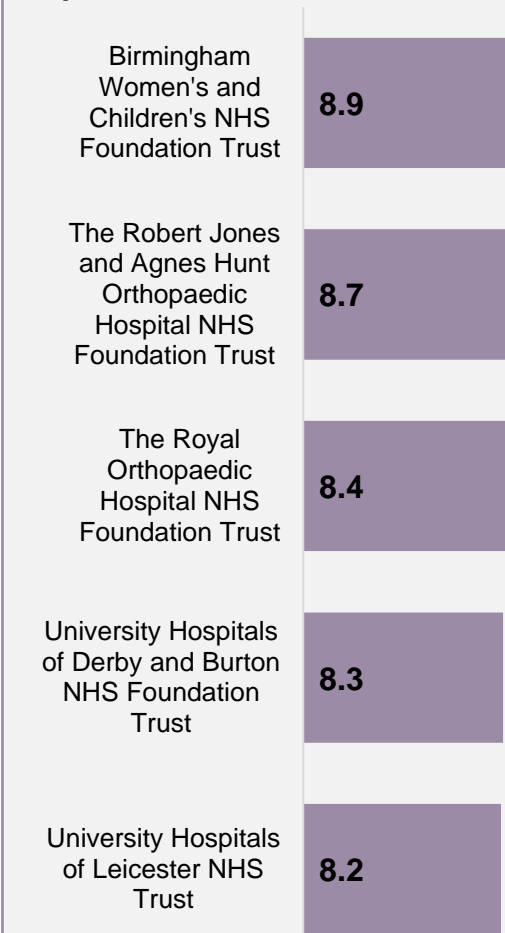 Birmingham
Women's and
Children's NHS
Foundation Trust
8.9
The Robert Jones
and Agnes Hunt
Orthopaedic
Hospital NHS
Foundation Trust
8.7
The Royal
Orthopaedic
Hospital NHS
Foundation Trust
8.4
University Hospitals
of Derby and Burton
NHS Foundation
Trust
8.3
University Hospitals
of Leicester NHS
Trust
8.2